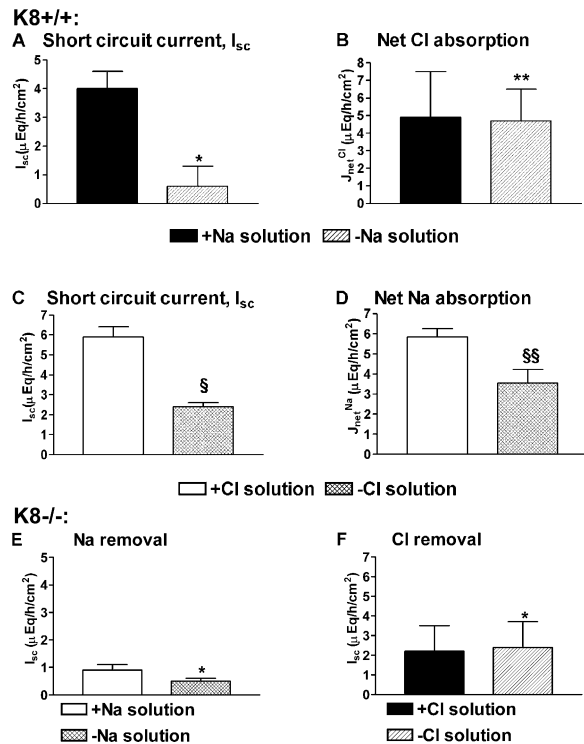 K8+/+:
A Short circuit current, Isc
B Net Cl absorption
Isc(μ Eq/h/cm2)
5
4
3
2
1
0
*
JnetCl(μ Eq/h/cm2)
8
7
6
5
4
3
2
1
0
**
+Na solution -Na solution
C Short circuit current, Isc
D Net Na absorption
Isc(μ Eq/h/cm2)
7
6
5
4
3
2
1
0
§
JnetNa(μ Eq/h/cm2)
7
6
5
4
3
2
1
0
§§
+Cl solution -Cl solution
K8-/-:
E Na removal
F Cl removal
Isc (μ Eq/h/cm2)
5
4
3
2
1
0
*
Isc (μ Eq/h/cm2)
7
6
5
4
3
2
1
0
*
+Na solution
-Na solution
+Cl solution
-Cl solution